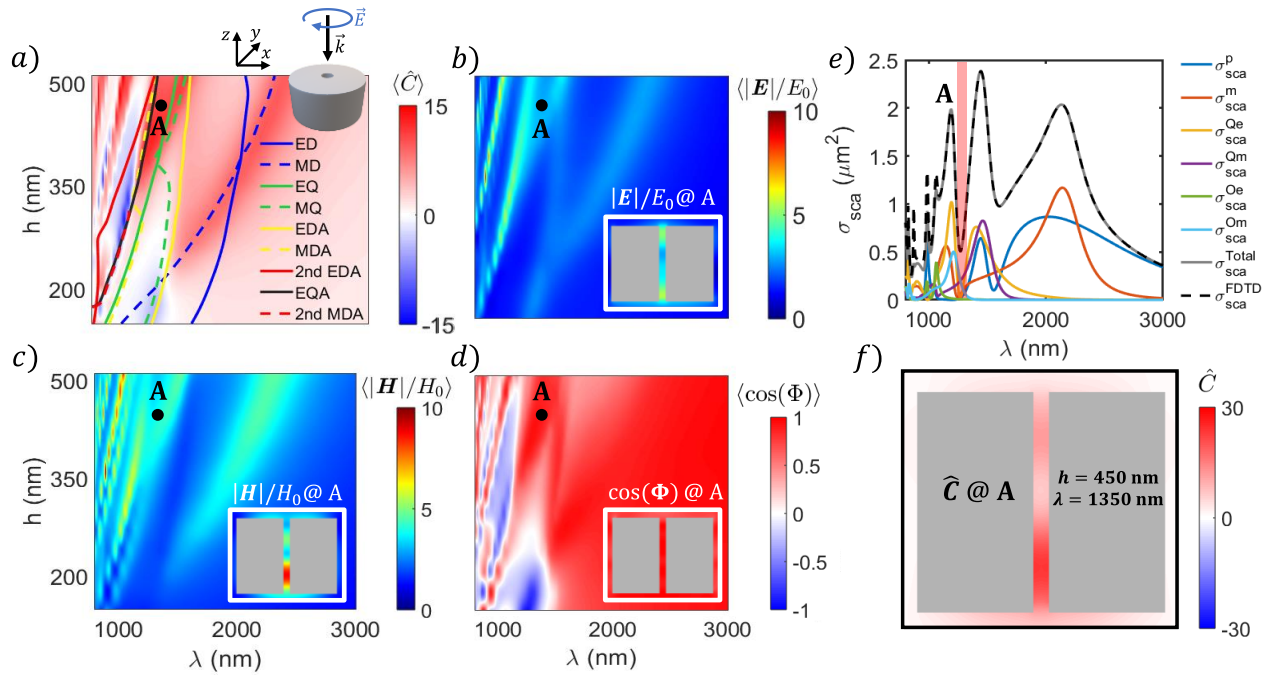 a)
z
y
x
E⃗
k⃗
⟨Ĉ⟩
A
500
350
200
h (nm)
ED
MD
EQ
MQ
EDA
MDA
2nd EDA
EQA
2nd MDA
15
0
-15
b)
⟨|E|/E₀⟩
A
|E|/E₀@ A
10
5
0
e)
2.5
2
1.5
1
0.5
0
σsca (μm²)
A
1000
2000
3000
λ (nm)
σᵖsca
σᵐsca
σQesca
σQmsca
σOesca
σOmsca
σTotalsca
σFDTDsca
c)
⟨|H|/H₀⟩
A
500
350
200
h (nm)
|H|/H₀@ A
10
5
0
1000
2000
3000
λ (nm)
d)
⟨cos(Φ)⟩
A
cos(Φ) @ A
1
0.5
0
-0.5
-1
1000
2000
3000
λ (nm)
f)
Ĉ
Ĉ @ A
h = 450 nm
λ = 1350 nm
30
0
-30